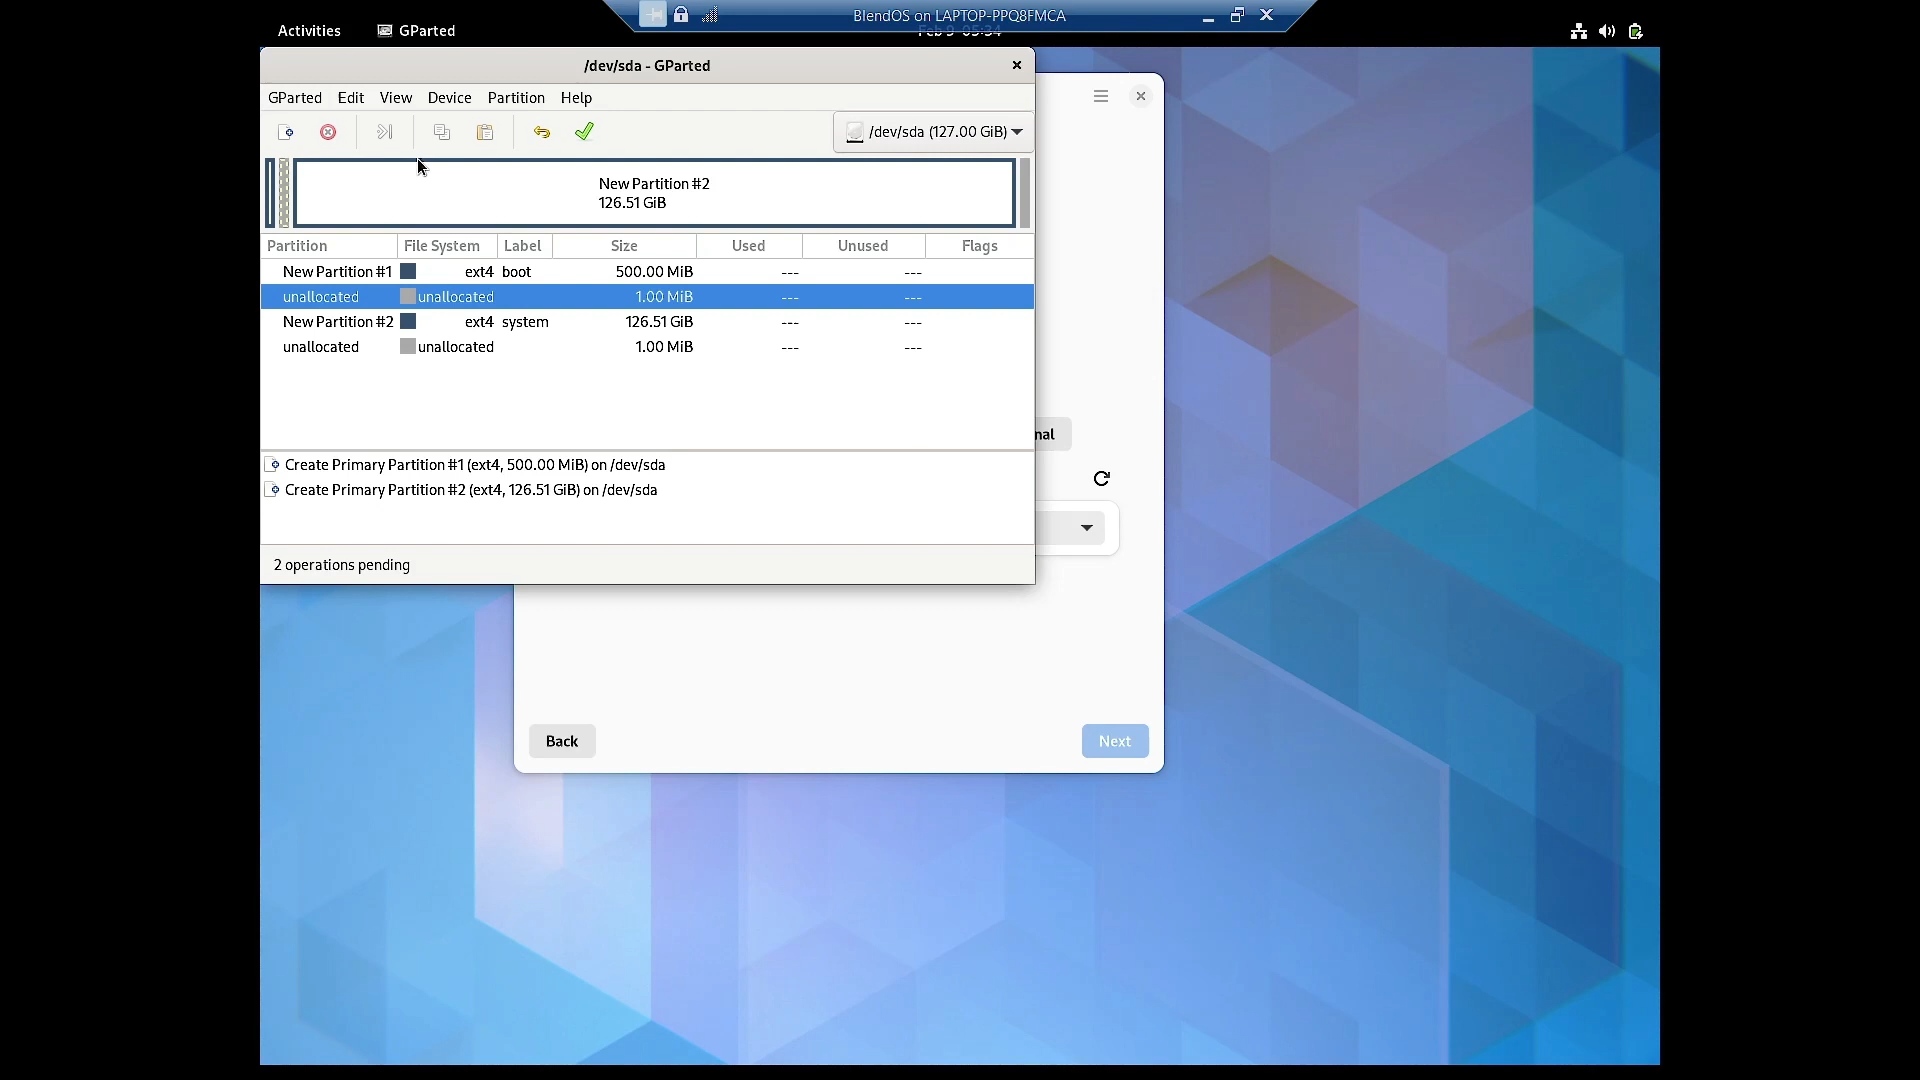 BlendOS on LAPTOP-PPQ8FMCA
Activities GParted Feb 9 05:34
/dev/sda - GParted
GParted Edit View Device Partition Help
/dev/sda (127.00 GiB)
New Partition #2
126.51 GiB
Partition File System Label Size Used Unused Flags
New Partition #1 ext4 boot 500.00 MiB --- ---
unallocated unallocated 1.00 MiB --- ---
New Partition #2 ext4 system 126.51 GiB --- ---
unallocated unallocated 1.00 MiB --- ---
nal
Create Primary Partition #1 (ext4, 500.00 MiB) on /dev/sda
Create Primary Partition #2 (ext4, 126.51 GiB) on /dev/sda
2 operations pending
Back Next